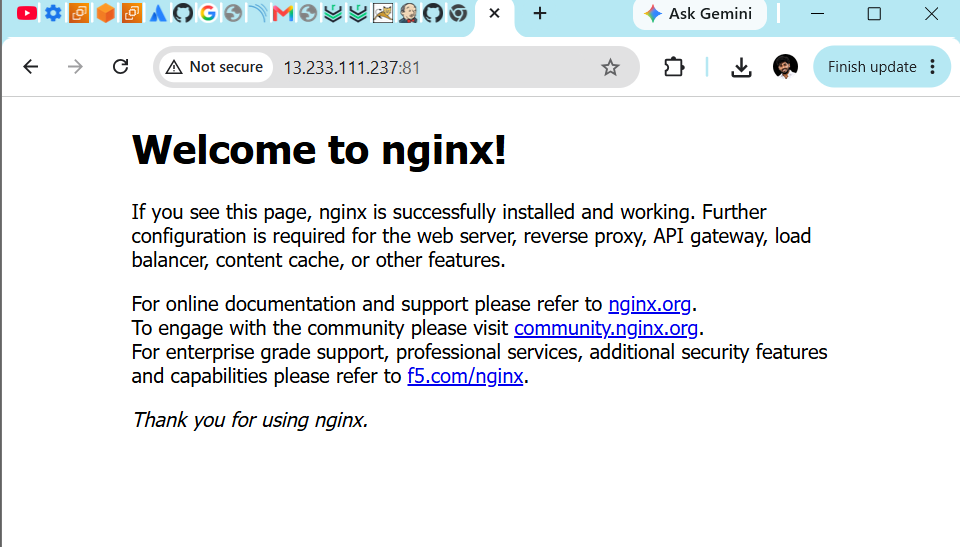 Ask Gemini
Not secure
13.233.111.237:81
Finish update
Welcome to nginx!
If you see this page, nginx is successfully installed and working. Further
configuration is required for the web server, reverse proxy, API gateway, load
balancer, content cache, or other features.
For online documentation and support please refer to nginx.org.
To engage with the community please visit community.nginx.org.
For enterprise grade support, professional services, additional security features
and capabilities please refer to f5.com/nginx.
Thank you for using nginx.